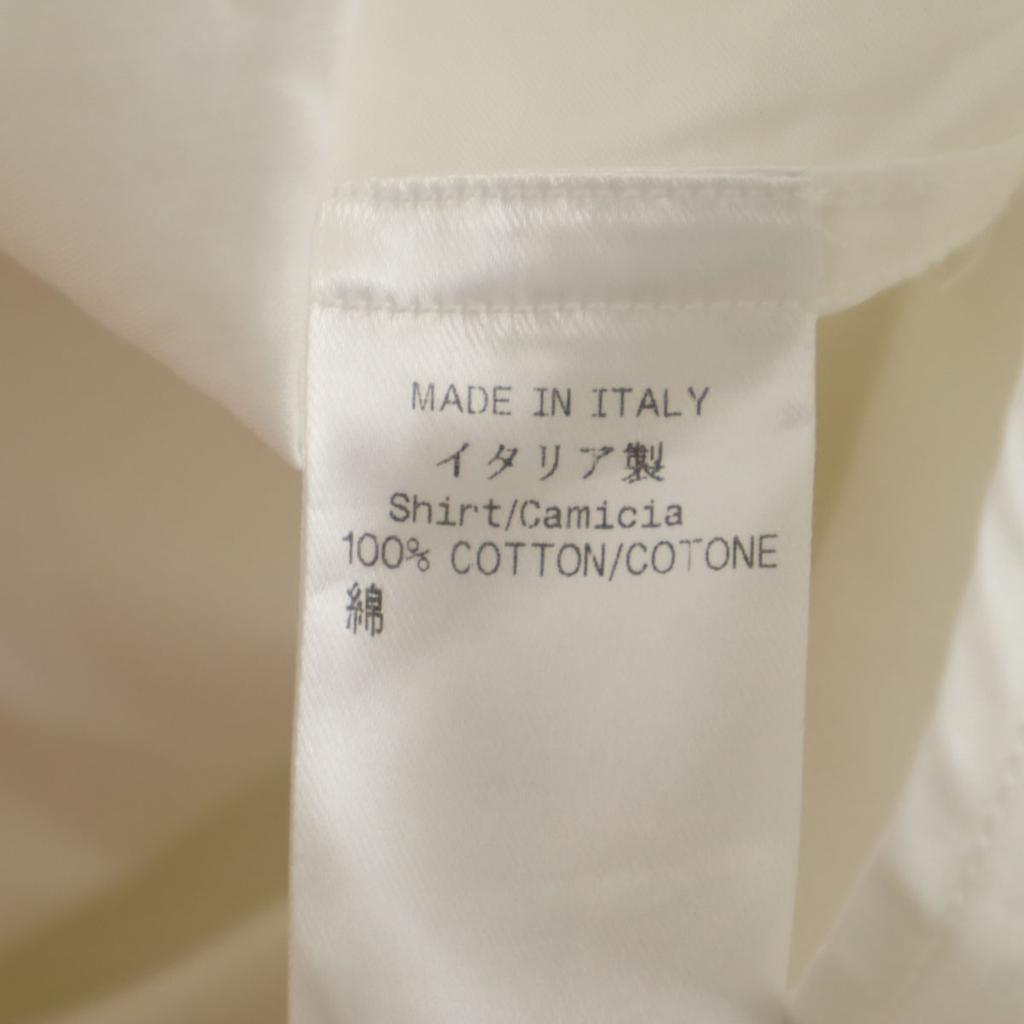 MADE IN ITALY
イタリア製
Shirt/Camicia
100% COTTON/COTONE
綿